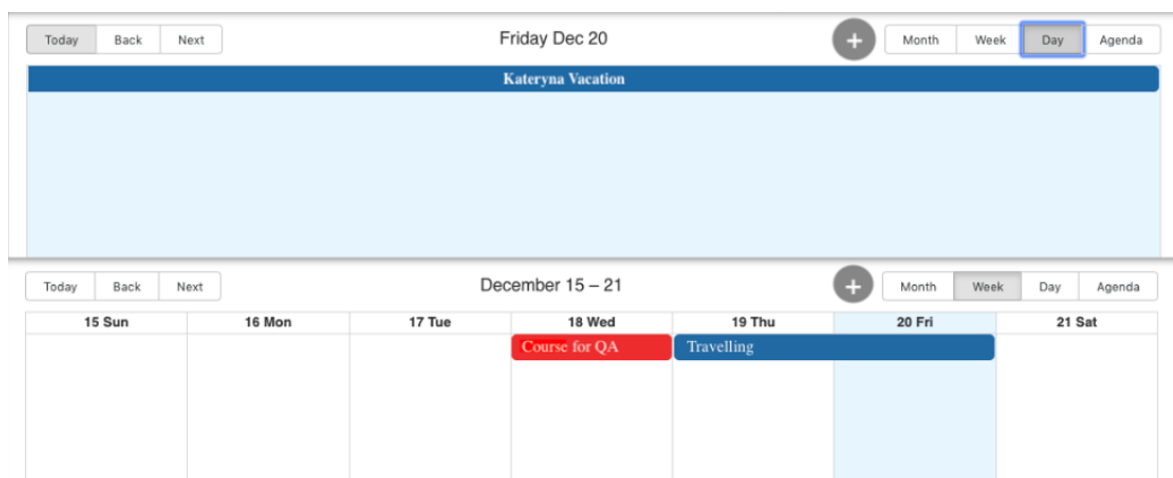 Today Back Next Friday Dec 20 + Month Week Day Agenda
Kateryna Vacation
Today Back Next December 15 – 21 + Month Week Day Agenda
15 Sun 16 Mon 17 Tue 18 Wed 19 Thu 20 Fri 21 Sat
Course for QA Travelling